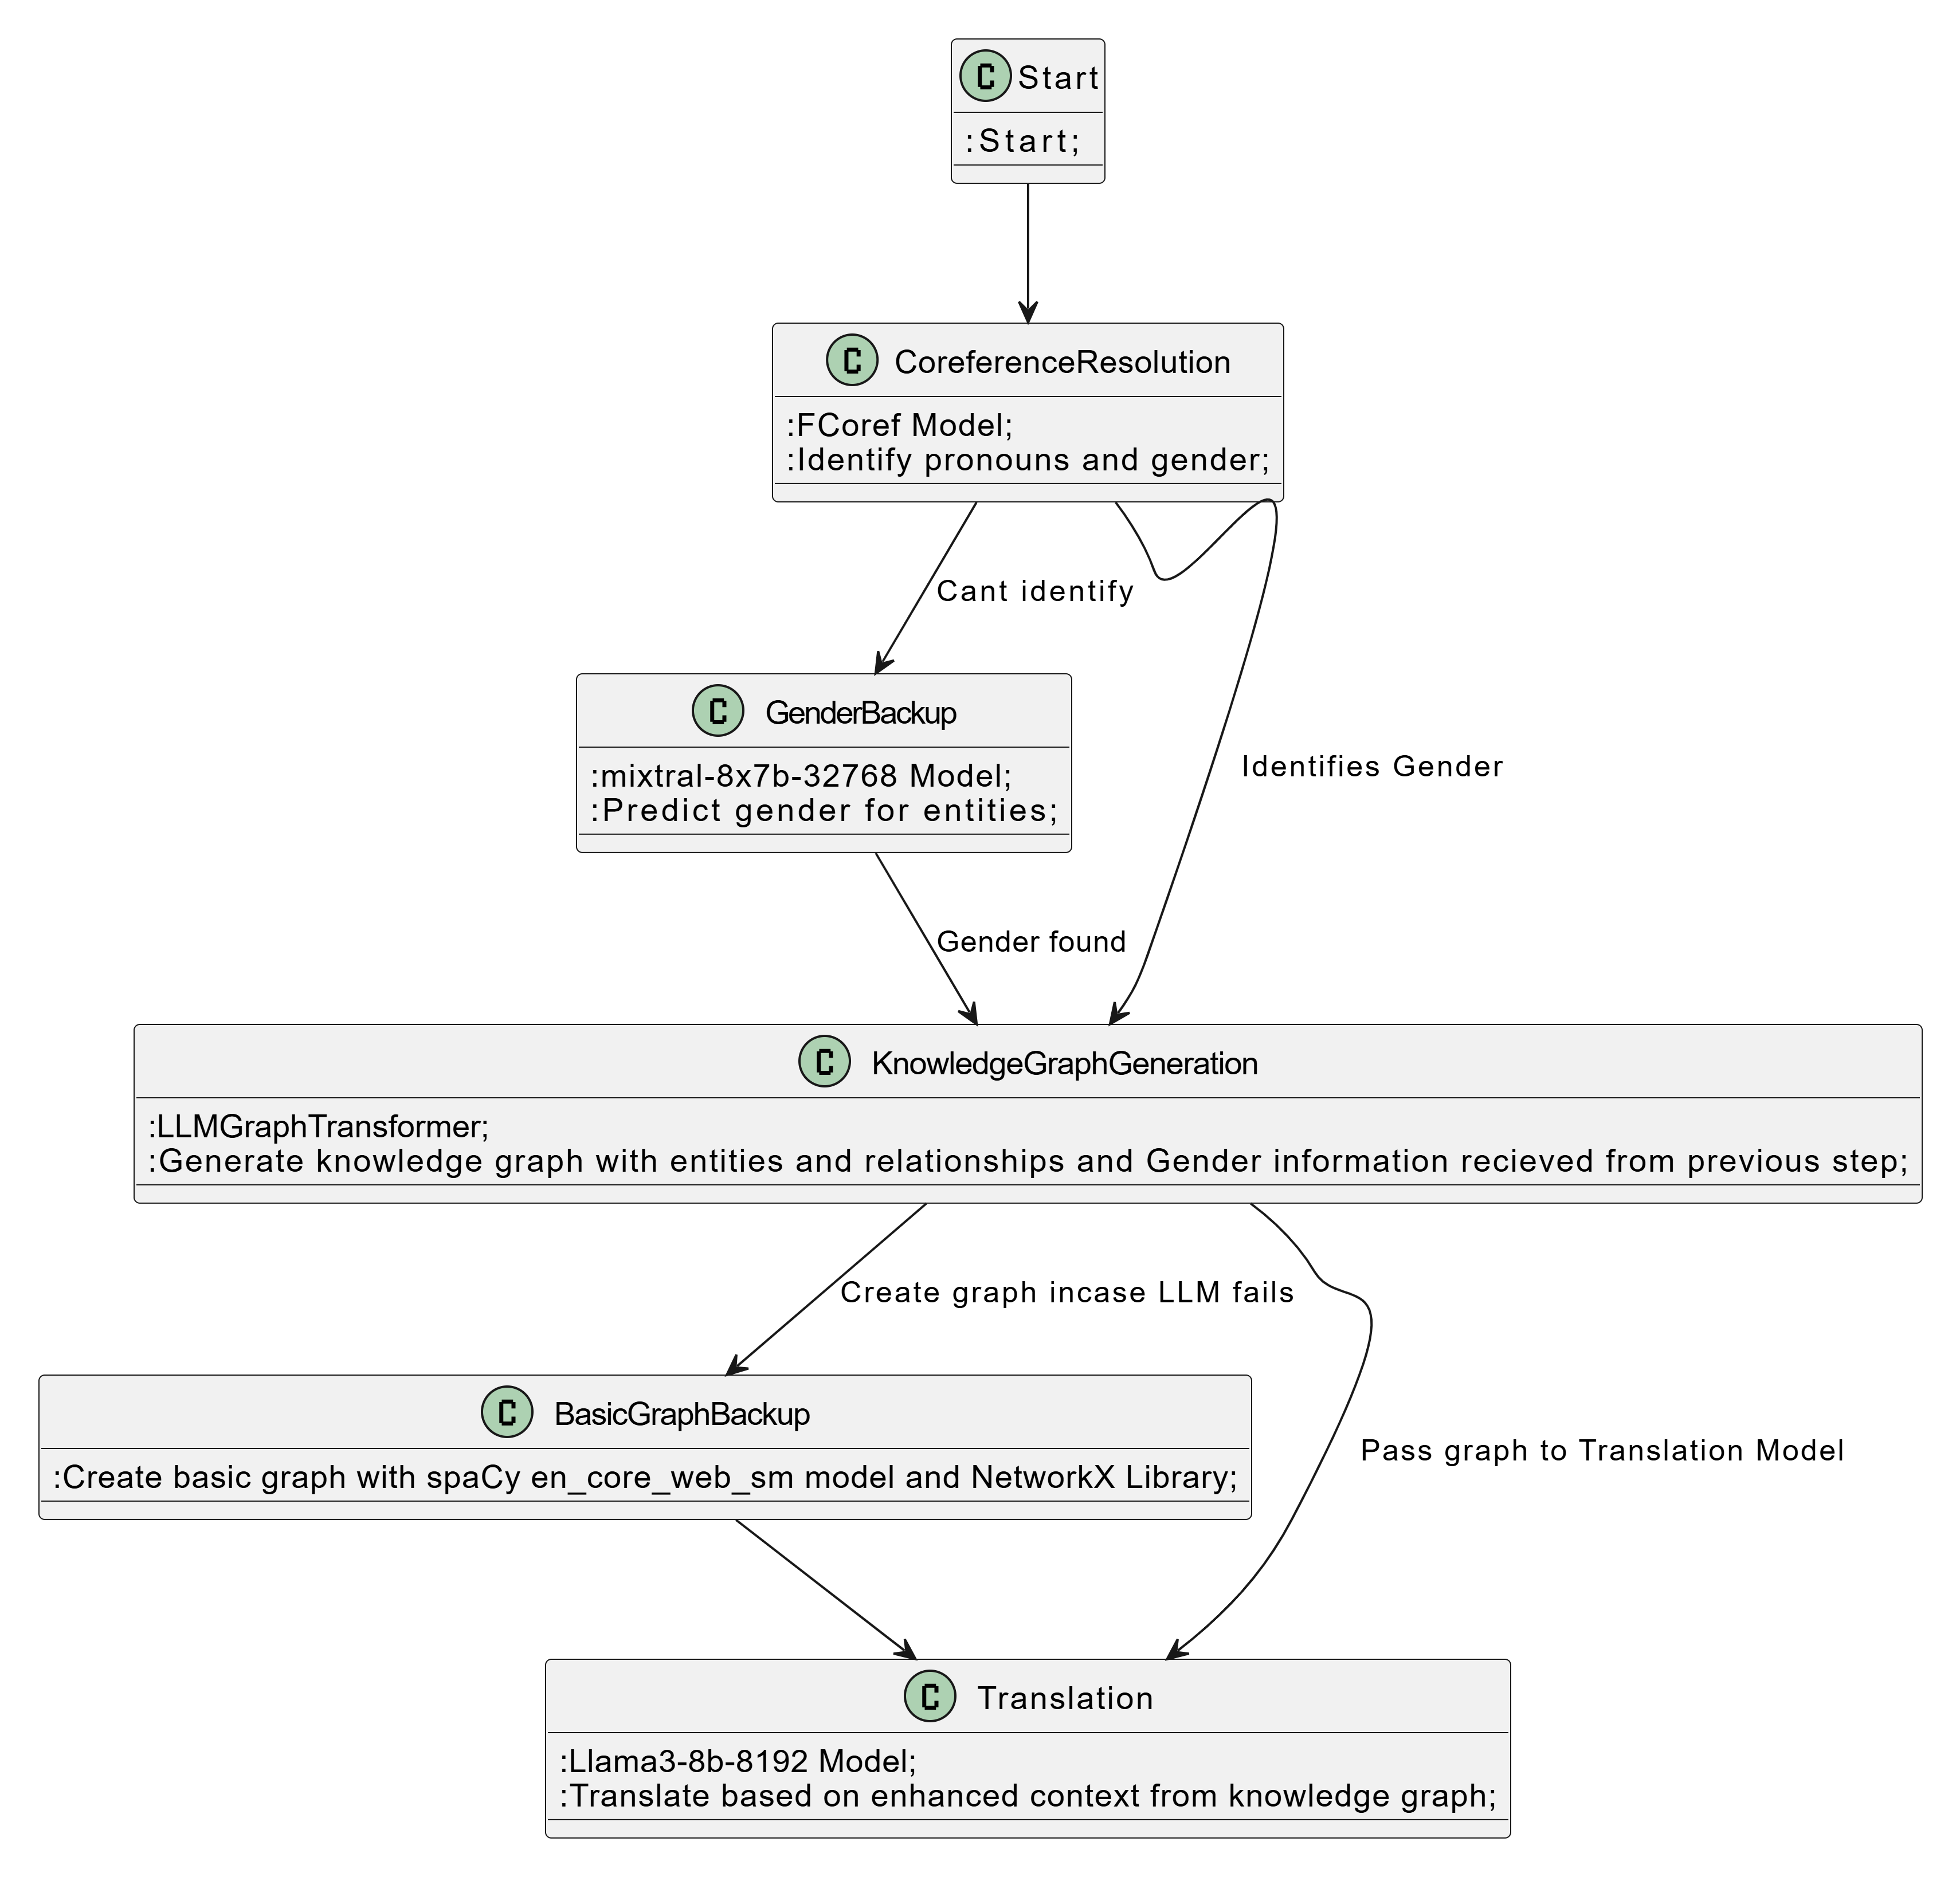 C Start
:Start;
C CoreferenceResolution
:FCoref Model;
:Identify pronouns and gender;
Cant identify
C GenderBackup
:mixtral-8x7b-32768 Model;
:Predict gender for entities;
Identifies Gender
Gender found
C KnowledgeGraphGeneration
:LLMGraphTransformer;
:Generate knowledge graph with entities and relationships and Gender information recieved from previous step;
Create graph incase LLM fails
C BasicGraphBackup
:Create basic graph with spaCy en_core_web_sm model and NetworkX Library;
Pass graph to Translation Model
C Translation
:Llama3-8b-8192 Model;
:Translate based on enhanced context from knowledge graph;